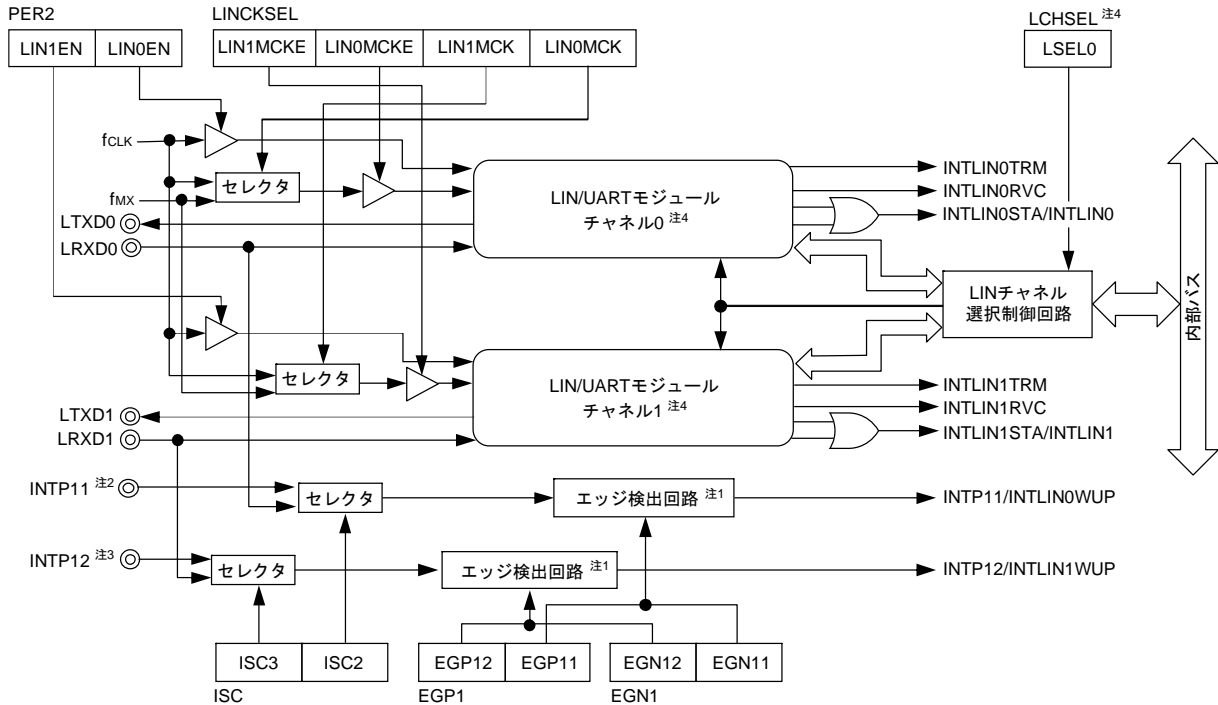 PER2
LIN1EN LIN0EN
LINCKSEL
LIN1MCKE LIN0MCKE LIN1MCK LIN0MCK
LCHSEL 注4
LSEL0
fCLK
セレクタ
fMX
LTXD0
LRXD0
LIN/UARTモジュール
チャネル0 注4
INTLIN0TRM
INTLIN0RVC
INTLIN0STA/INTLIN0
LINチャネル
選択制御回路
内部バス
セレクタ
LTXD1
LRXD1
LIN/UARTモジュール
チャネル1 注4
INTLIN1TRM
INTLIN1RVC
INTLIN1STA/INTLIN1
INTP11 注2
セレクタ
エッジ検出回路 注1
INTP11/INTLIN0WUP
INTP12 注3
セレクタ
エッジ検出回路 注1
INTP12/INTLIN1WUP
ISC3 ISC2
ISC
EGP12 EGP11
EGP1
EGN12 EGN11
EGN1